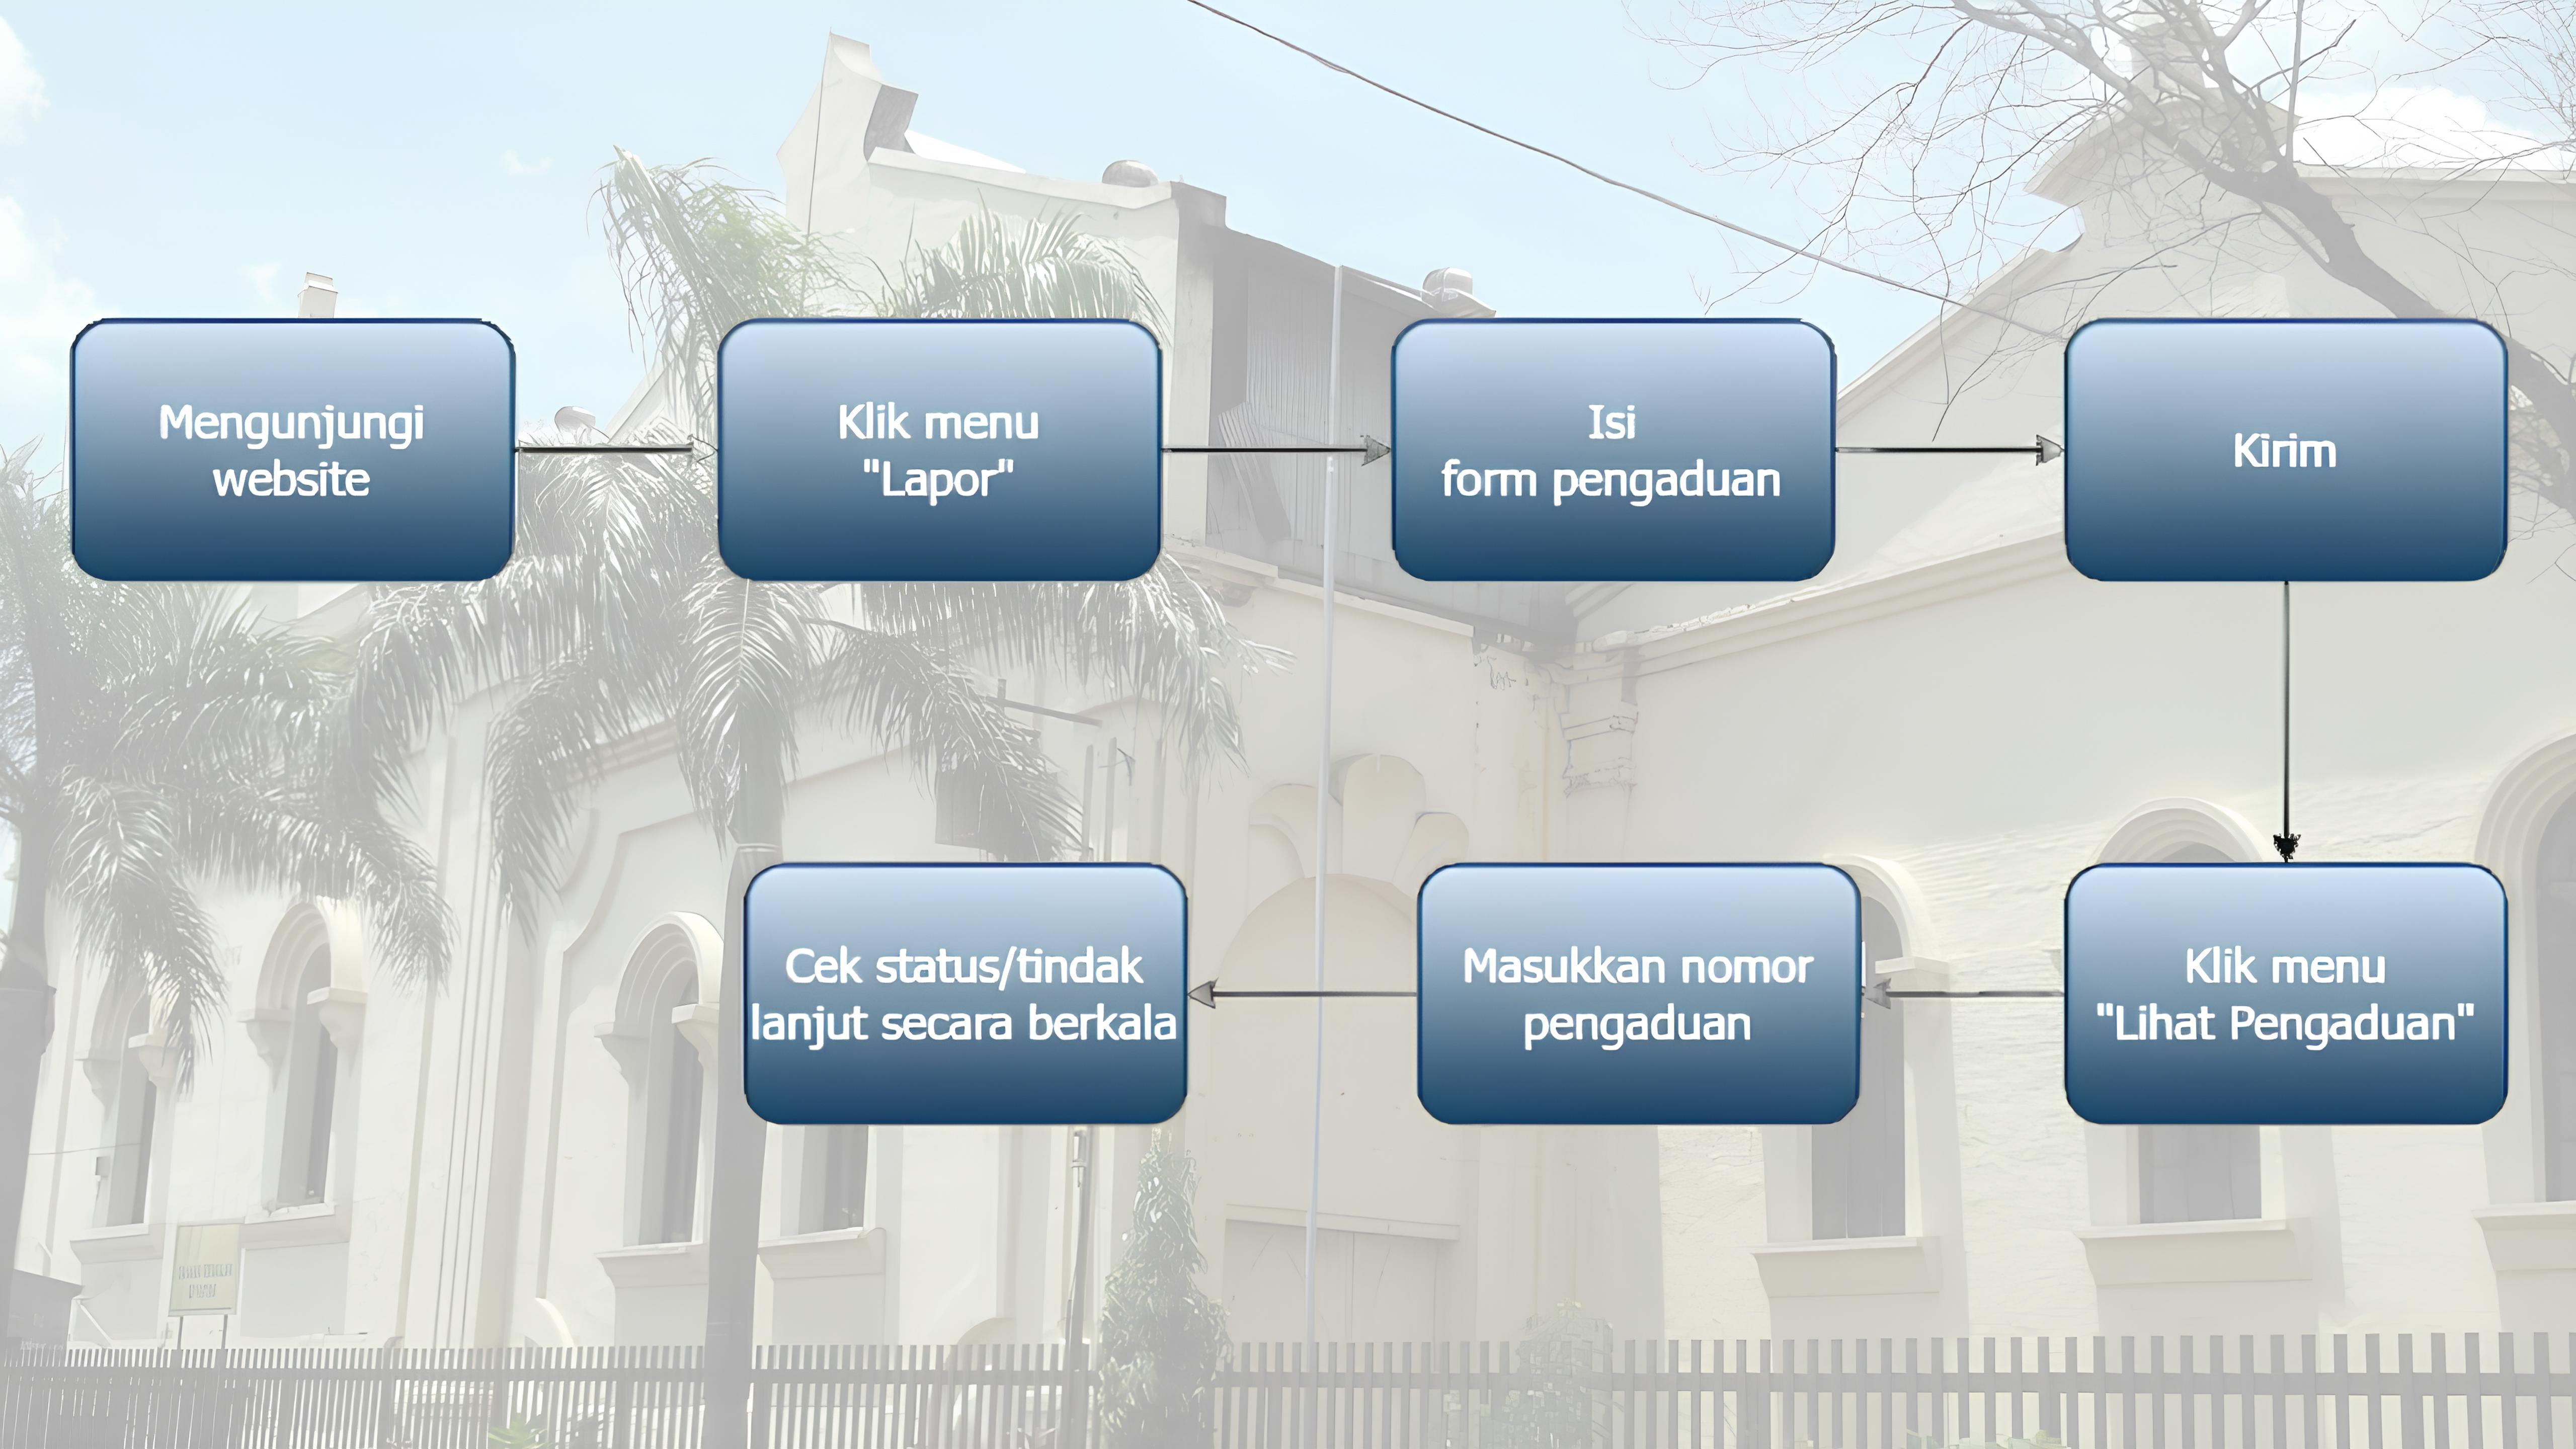 Mengunjungi
website
Klik menu
"Lapor"
Isi
form pengaduan
Kirim
Klik menu
"Lihat Pengaduan"
Masukkan nomor
pengaduan
Cek status/tindak
lanjut secara berkala